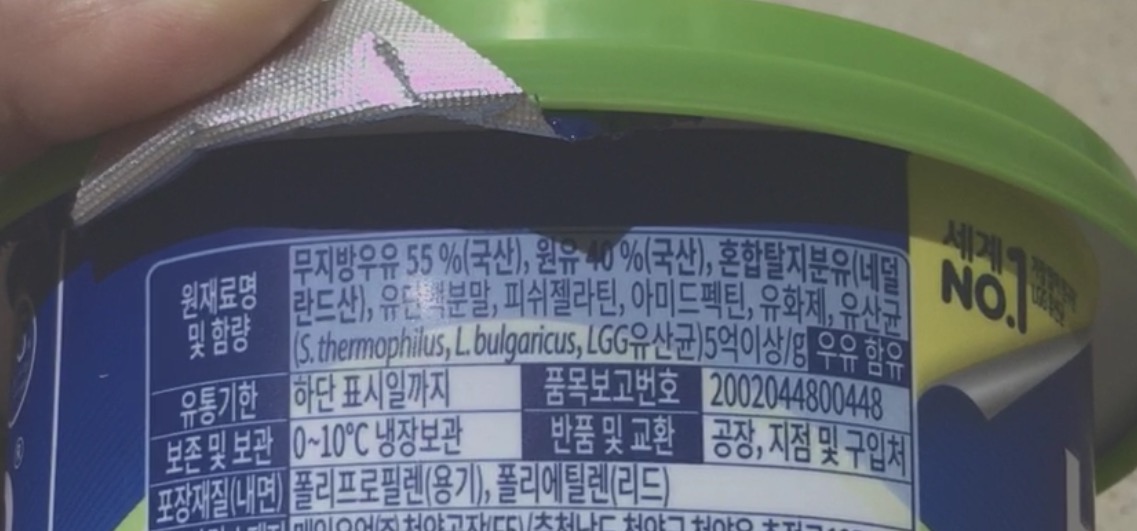 원재료명
및 함량
무지방우유 55 %(국산), 원유 40 %(국산), 혼합탈지분유(네덜
란드산), 유단백분말, 피쉬젤라틴, 아미드펙틴, 유화제, 유산균
(S. thermophilus, L. bulgaricus, LGG유산균)5억이상/g 우유 함유
유통기한 하단 표시일까지 품목보고번호 2002044800448
보존 및 보관 0~10℃ 냉장보관 반품 및 교환 공장, 지점 및 구입처
포장재질(내면) 폴리프로필렌(용기), 폴리에틸렌(리드)
세계
NO.1